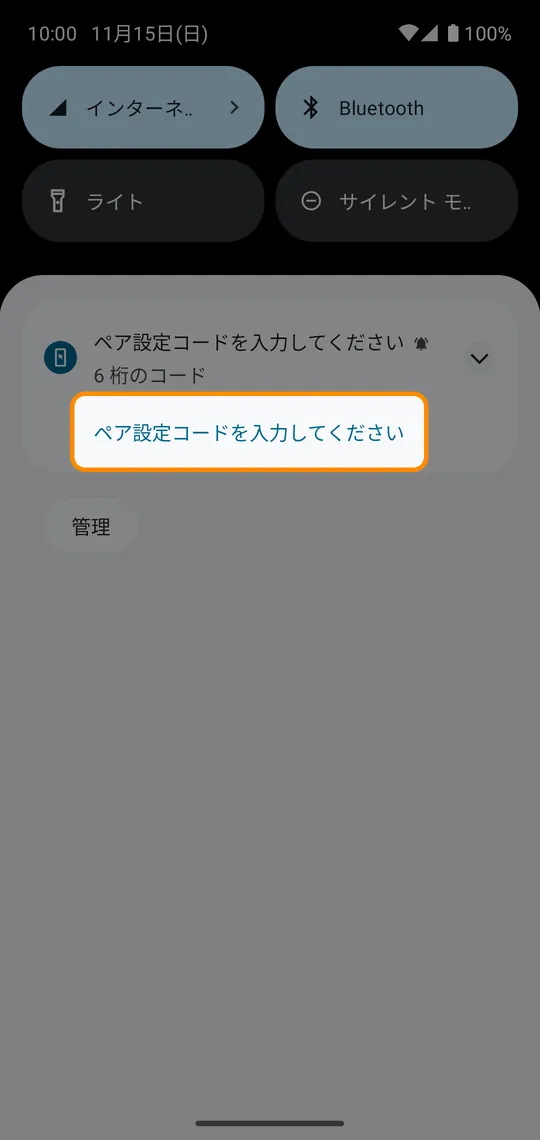 10:00 11月15日(日) 100%
インターネ.. Bluetooth
ライト サイレント モ..
ペア設定コードを入力してください
6 桁のコード
ペア設定コードを入力してください
管理